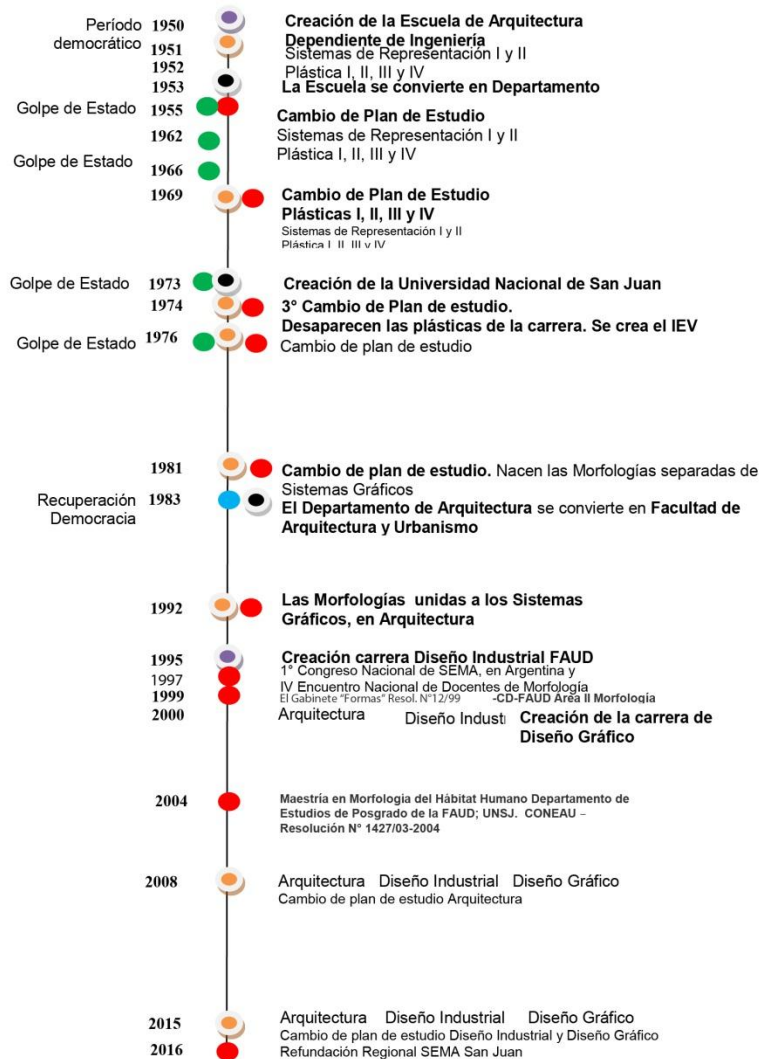 Período democrático
1950
Creación de la Escuela de Arquitectura
Dependiente de Ingeniería
1951
Sistemas de Representación I y II
1952
Plástica I, II, III y IV
1953
La Escuela se convierte en Departamento
Golpe de Estado
1955
Cambio de Plan de Estudio
1962
Sistemas de Representación I y II
Plástica I, II, III y IV
Golpe de Estado
1966
1969
Cambio de Plan de Estudio
Plásticas I, II, III y IV
Sistemas de Representación I y II
Plástica I, II, III y IV
Golpe de Estado
1973
Creación de la Universidad Nacional de San Juan
1974
3° Cambio de Plan de estudio.
Desaparecen las plásticas de la carrera. Se crea el IEV
Golpe de Estado
1976
Cambio de plan de estudio
1981
Cambio de plan de estudio. Nacen las Morfologías separadas de
Sistemas Gráficos
Recuperación
Democracia
1983
El Departamento de Arquitectura se convierte en Facultad de
Arquitectura y Urbanismo
1992
Las Morfologías unidas a los Sistemas
Gráficos, en Arquitectura
1995
Creación carrera Diseño Industrial FAUD
1997
1° Congreso Nacional de SEMA, en Argentina y
IV Encuentro Nacional de Docentes de Morfología
1999
El Gabinete "Formas" Resol. N°12/99 -CD-FAUD Área II Morfología
2000
Arquitectura Diseño Industri Creación de la carrera de
Diseño Gráfico
2004
Maestría en Morfología del Hábitat Humano Departamento de
Estudios de Posgrado de la FAUD; UNSJ. CONEAU –
Resolución N° 1427/03-2004
2008
Arquitectura Diseño Industrial Diseño Gráfico
Cambio de plan de estudio Arquitectura
2015
Arquitectura Diseño Industrial Diseño Gráfico
Cambio de plan de estudio Diseño Industrial y Diseño Gráfico
2016
Refundación Regional SEMA San Juan